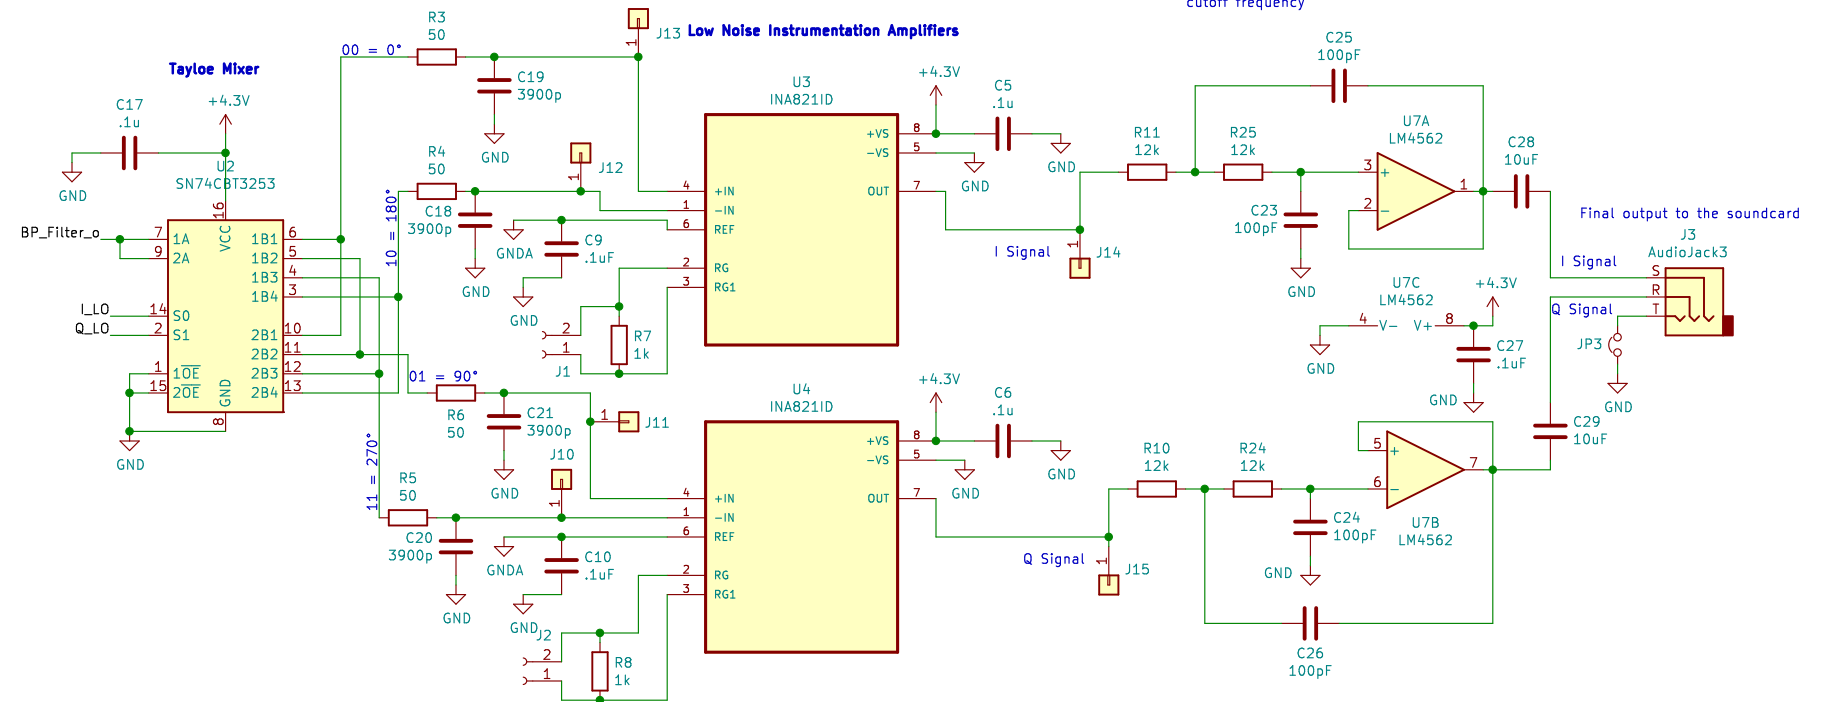 cutoff frequency
Tayloe Mixer
C17
.1u
+4.3V
GND
U2
SN74CBT3253
BP_Filter_o
I_LO
Q_LO
7 1A
9 2A
14 S0
2 S1
1 1OE
15 2OE
16
VCC
GND
8
1B1 6
1B2 5
1B3 4
1B4 3
2B1 10
2B2 11
2B3 12
2B4 13
GND
00 = 0°
R3
50
C19
3900p
GND
J13
1
10 = 180°
R4
50
C18
3900p
GND
J12
1
GNDA
C9
.1uF
GND
2
1
J1
R7
1k
01 = 90°
R6
50
C21
3900p
GND
1
J11
11 = 270°
R5
50
C20
3900p
GND
J10
1
GNDA
C10
.1uF
GND
J2
2
1
R8
1k
Low Noise Instrumentation Amplifiers
U3
INA821ID
4 +IN
1 -IN
6 REF
2 RG
3 RG1
+VS 8
-VS 5
OUT 7
+4.3V
C5
.1u
GND
GND
I Signal
1
J14
U4
INA821ID
4 +IN
1 -IN
6 REF
2 RG
3 RG1
+VS 8
-VS 5
OUT 7
+4.3V
C6
.1u
GND
GND
Q Signal
1
J15
R11
12k
R25
12k
C25
100pF
C23
100pF
GND
U7A
LM4562
3 +
2 -
1
C28
10uF
U7C
LM4562
4 V-
V+ 8
+4.3V
GND
C27
.1uF
GND
R10
12k
R24
12k
C24
100pF
GND
C26
100pF
5 +
6 -
7
U7B
LM4562
C29
10uF
Final output to the soundcard
J3
AudioJack3
I Signal
Q Signal
S
R
T
JP3
GND